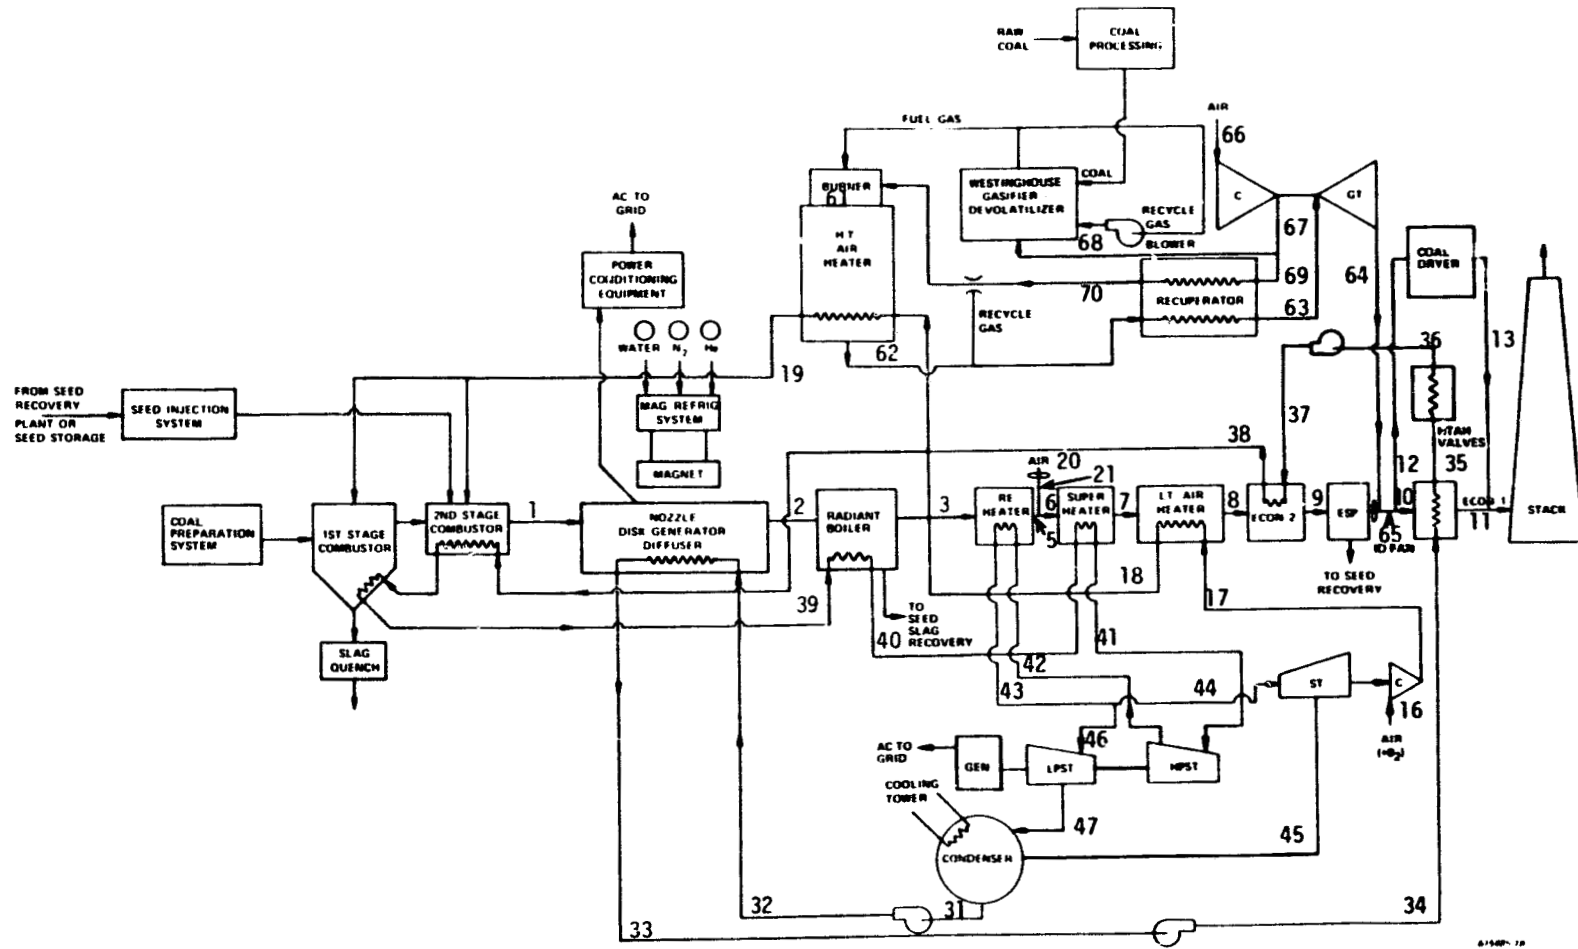 RAW
COAL
COAL
PROCESSING
AIR
66
FUEL GAS
WESTINGHOUSE
GASIFIER
DEVOLATILIZER
COAL
RECYCLE
GAS
68
BLOWER
C
GT
67
69
63
64
BURNER
61
HT
AIR
HEATER
70
RECUPERATOR
RECYCLE
GAS
62
COAL
DRYER
13
36
HTAH
VALVES
37
AC TO
GRID
POWER
CONDITIONING
EQUIPMENT
WATER
N2
He
MAG REFRIG
SYSTEM
MAGNET
19
FROM SEED
RECOVERY
PLANT OR
SEED STORAGE
SEED INJECTION
SYSTEM
COAL
PREPARATION
SYSTEM
1ST STAGE
COMBUSTOR
2ND STAGE
COMBUSTOR
1
NOZZLE
DISK GENERATOR
DIFFUSER
2
RADIANT
BOILER
3
RE
HEATER
AIR
20
21
5
6
SUPER
HEATER
7
LT AIR
HEATER
8
38
ECON 2
9
ESP
65
ID FAN
12
10
35
ECON 1
11
STACK
TO SEED
RECOVERY
SLAG
QUENCH
39
TO
SEED
SLAG
RECOVERY
40
18
17
41
42
43
44
ST
C
16
AIR
(+O2)
46
AC TO
GRID
GEN
LPST
HPST
COOLING
TOWER
CONDENSER
47
45
31
32
33
34